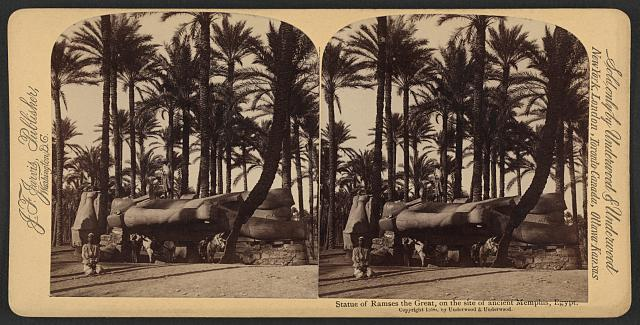 J. F. Jarvis, Publisher,
Washington, D.C.
Sold only by Underwood & Underwood
New York, London, Toronto Canada, Ottawa Kansas
Statue of Ramses the Great, on the site of ancient Memphis, Egypt.
Copyright by Underwood & Underwood.